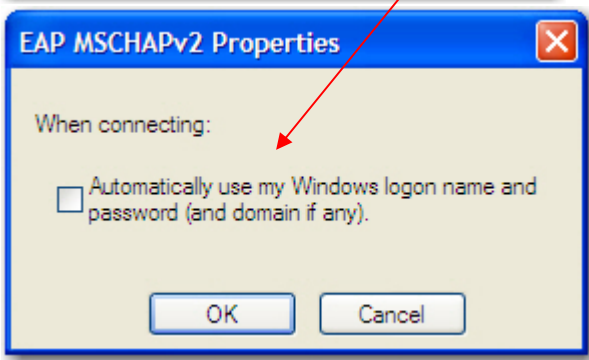 EAP MSCHAPv2 Properties
When connecting:
Automatically use my Windows logon name and
password (and domain if any).
OK
Cancel